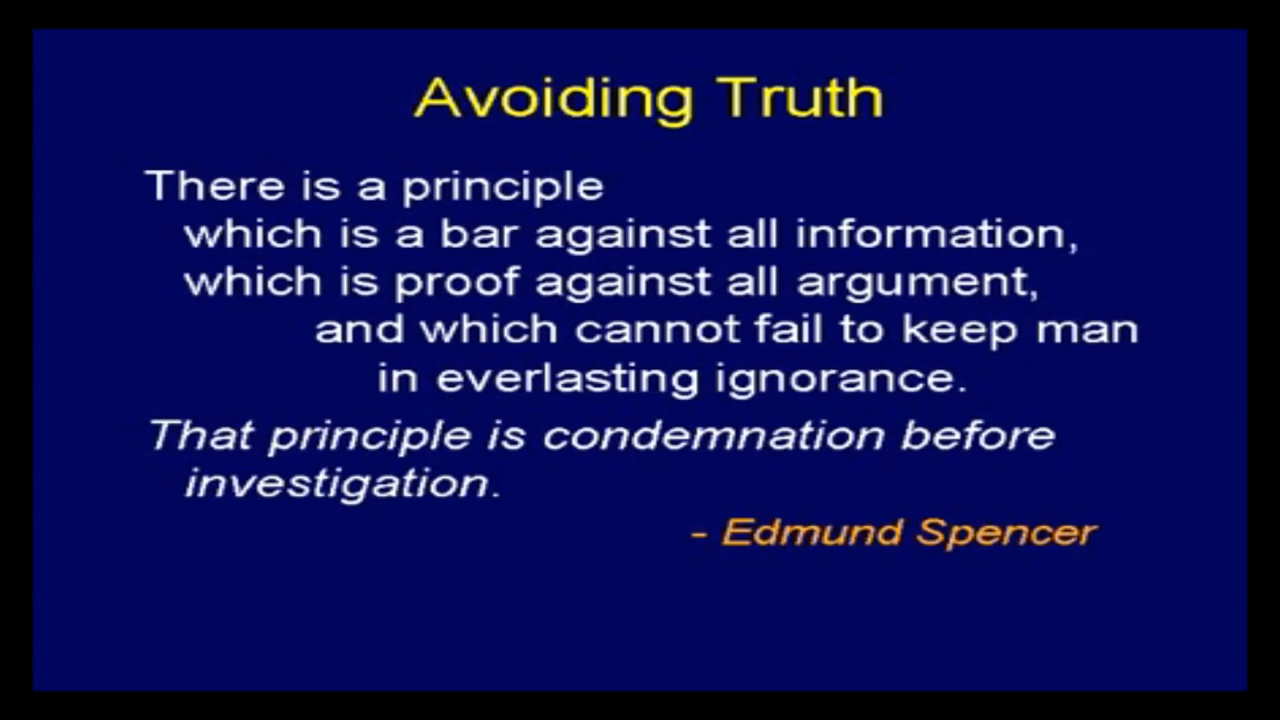 Avoiding Truth
There is a principle
which is a bar against all information,
which is proof against all argument,
and which cannot fail to keep man
in everlasting ignorance.
That principle is condemnation before
investigation.
- Edmund Spencer